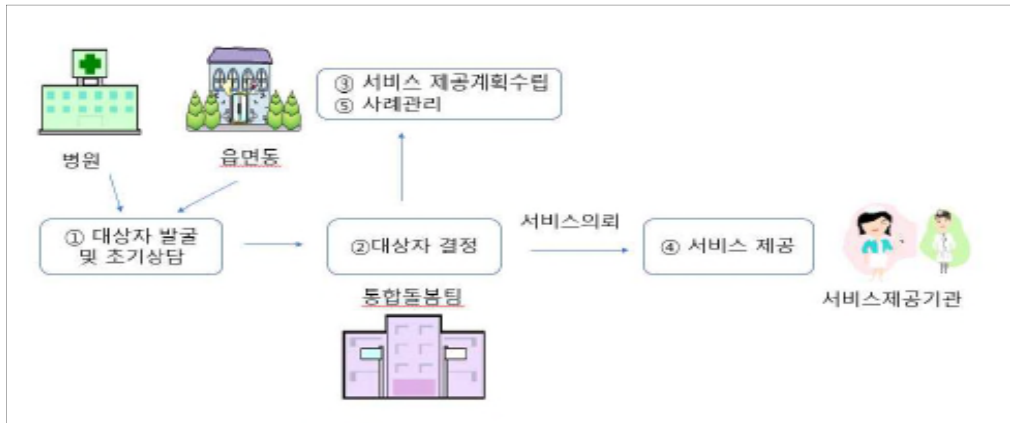 병원
읍면동
③ 서비스 제공계획수립
⑤ 사례관리
① 대상자 발굴
및 초기상담
②대상자 결정
통합돌봄팀
서비스의뢰
④ 서비스 제공
서비스제공기관